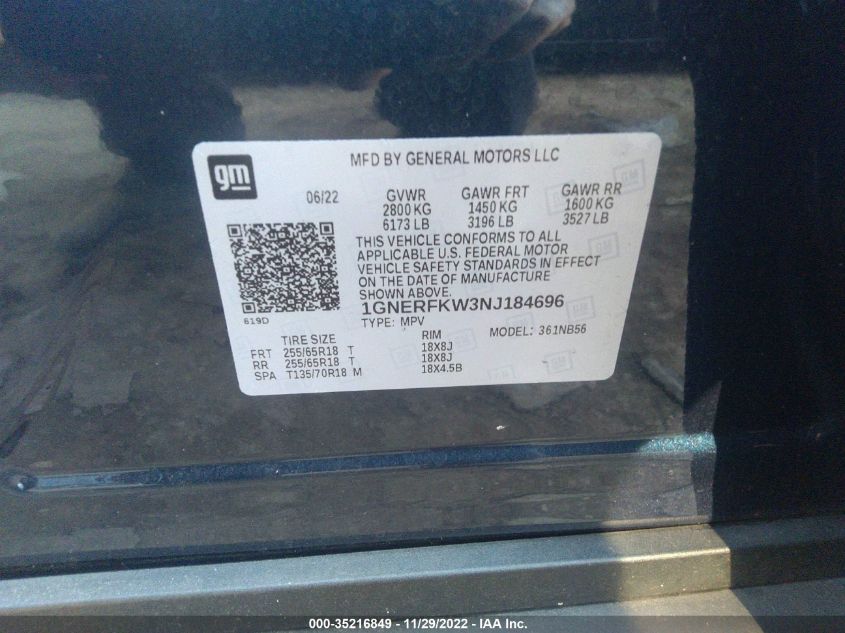 gm
MFD BY GENERAL MOTORS LLC
06/22 GVWR GAWR FRT GAWR RR
2800 KG 1450 KG 1600 KG
6173 LB 3196 LB 3527 LB
THIS VEHICLE CONFORMS TO ALL
APPLICABLE U.S. FEDERAL MOTOR
VEHICLE SAFETY STANDARDS IN EFFECT
ON THE DATE OF MANUFACTURE
SHOWN ABOVE.
1GNERFKW3NJ184696
619D
TYPE: MPV MODEL: 361NB56
TIRE SIZE RIM
FRT 255/65R18 T 18X8J
RR 255/65R18 T 18X8J
SPA T135/70R18 M 18X4.5B
000-35216849 - 11/29/2022 - IAA Inc.